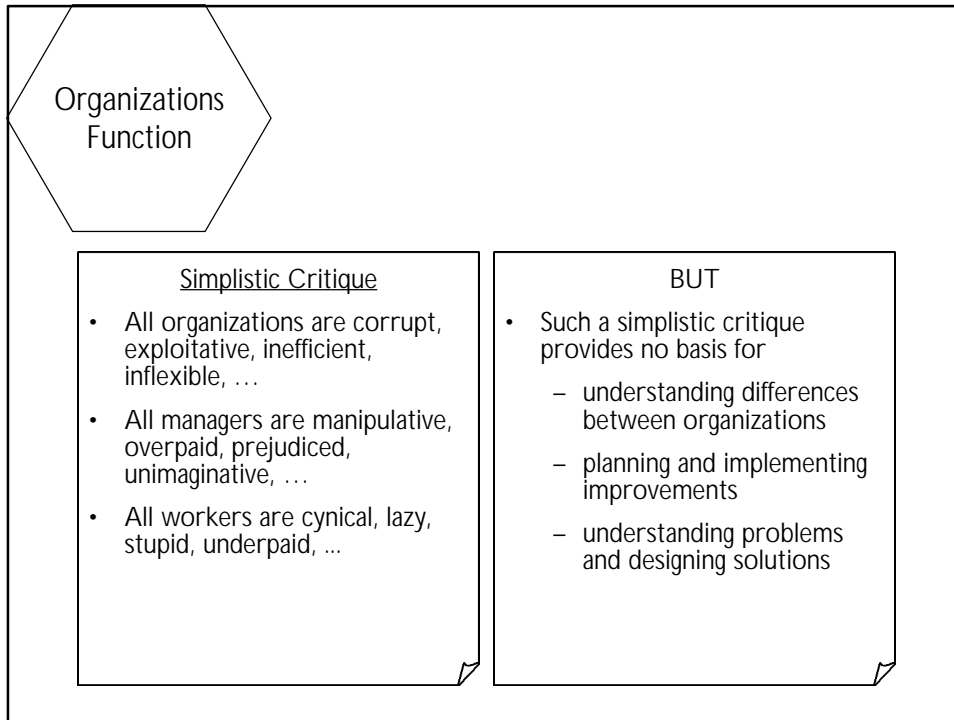 Organizations
Function
Simplistic Critique
• All organizations are corrupt,
exploitative, inefficient,
inflexible, …
• All managers are manipulative,
overpaid, prejudiced,
unimaginative, …
• All workers are cynical, lazy,
stupid, underpaid, ...
BUT
• Such a simplistic critique
provides no basis for
– understanding differences
between organizations
– planning and implementing
improvements
– understanding problems
and designing solutions